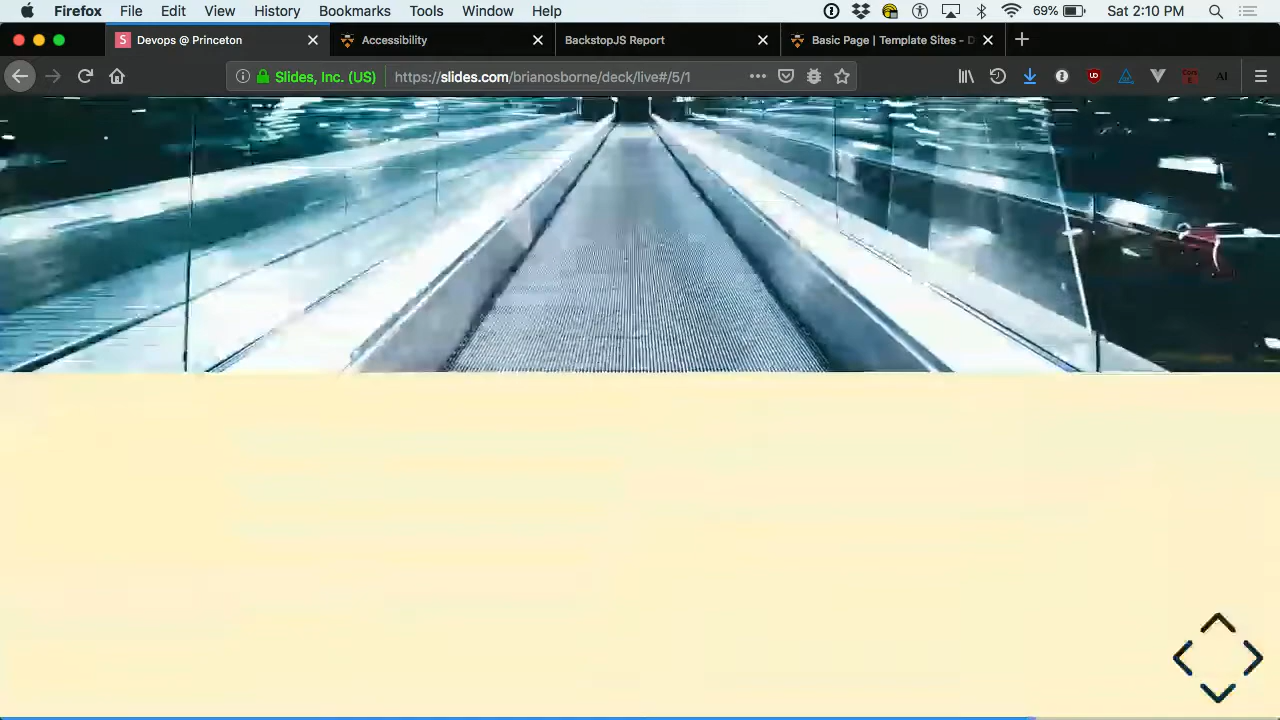 Firefox File Edit View History Bookmarks Tools Window Help 69% Sat 2:10 PM
S Devops @ Princeton Accessibility BackstopJS Report Basic Page | Template Sites - D
Slides, Inc. (US) https://slides.com/brianosborne/deck/live#/5/1